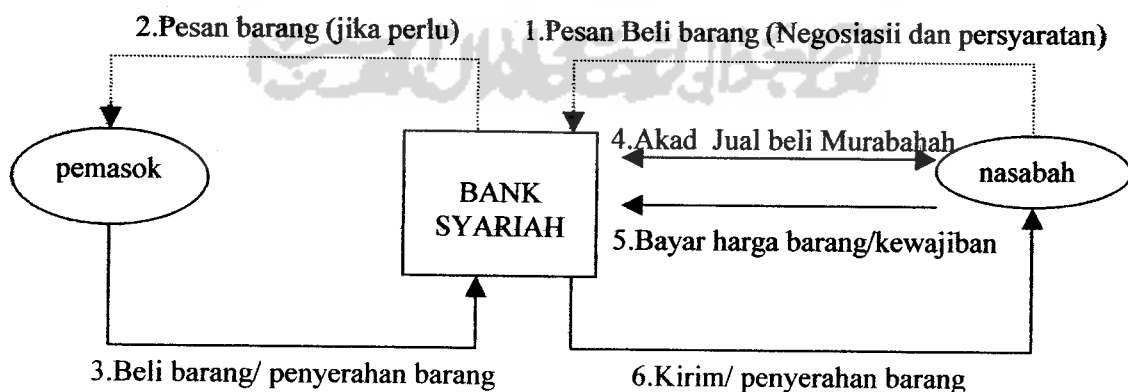 2.Pesan barang (jika perlu)
1.Pesan Beli barang (Negosiasii dan persyaratan)
pemasok
BANK
SYARIAH
4.Akad Jual beli Murabahah
nasabah
5.Bayar harga barang/kewajiban
3.Beli barang/ penyerahan barang
6.Kirim/ penyerahan barang